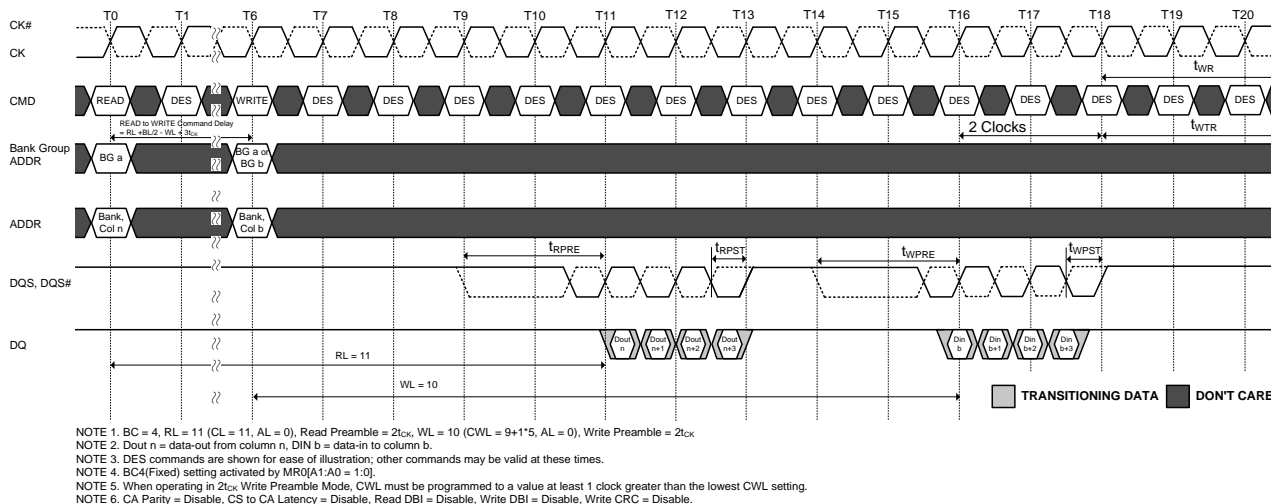 T0 T1 T6 T7 T8 T9 T10 T11 T12 T13 T14 T15 T16 T17 T18 T19 T20
CK#
CK
tWR
CMD READ DES WRITE DES DES DES DES DES DES DES DES DES DES DES DES DES DES
READ to WRITE Command Delay
= RL +BL/2 - WL + 3tCK
2 Clocks
tWTR
Bank Group
ADDR
BG a
BG a or
BG b
ADDR
Bank,
Col n
Bank,
Col b
tRPRE tRPST tWPRE tWPST
DQS, DQS#
DQ
Dout
n
Dout
n+1
Dout
n+2
Dout
n+3
Din
b
Din
b+1
Din
b+2
Din
b+3
RL = 11
WL = 10
TRANSITIONING DATA DON'T CARE
NOTE 1. BC = 4, RL = 11 (CL = 11, AL = 0), Read Preamble = 2tCK, WL = 10 (CWL = 9+1*5, AL = 0), Write Preamble = 2tCK
NOTE 2. Dout n = data-out from column n, DIN b = data-in to column b.
NOTE 3. DES commands are shown for ease of illustration; other commands may be valid at these times.
NOTE 4. BC4(Fixed) setting activated by MR0[A1:A0 = 1:0].
NOTE 5. When operating in 2tCK Write Preamble Mode, CWL must be programmed to a value at least 1 clock greater than the lowest CWL setting.
NOTE 6. CA Parity = Disable, CS to CA Latency = Disable, Read DBI = Disable, Write DBI = Disable, Write CRC = Disable.